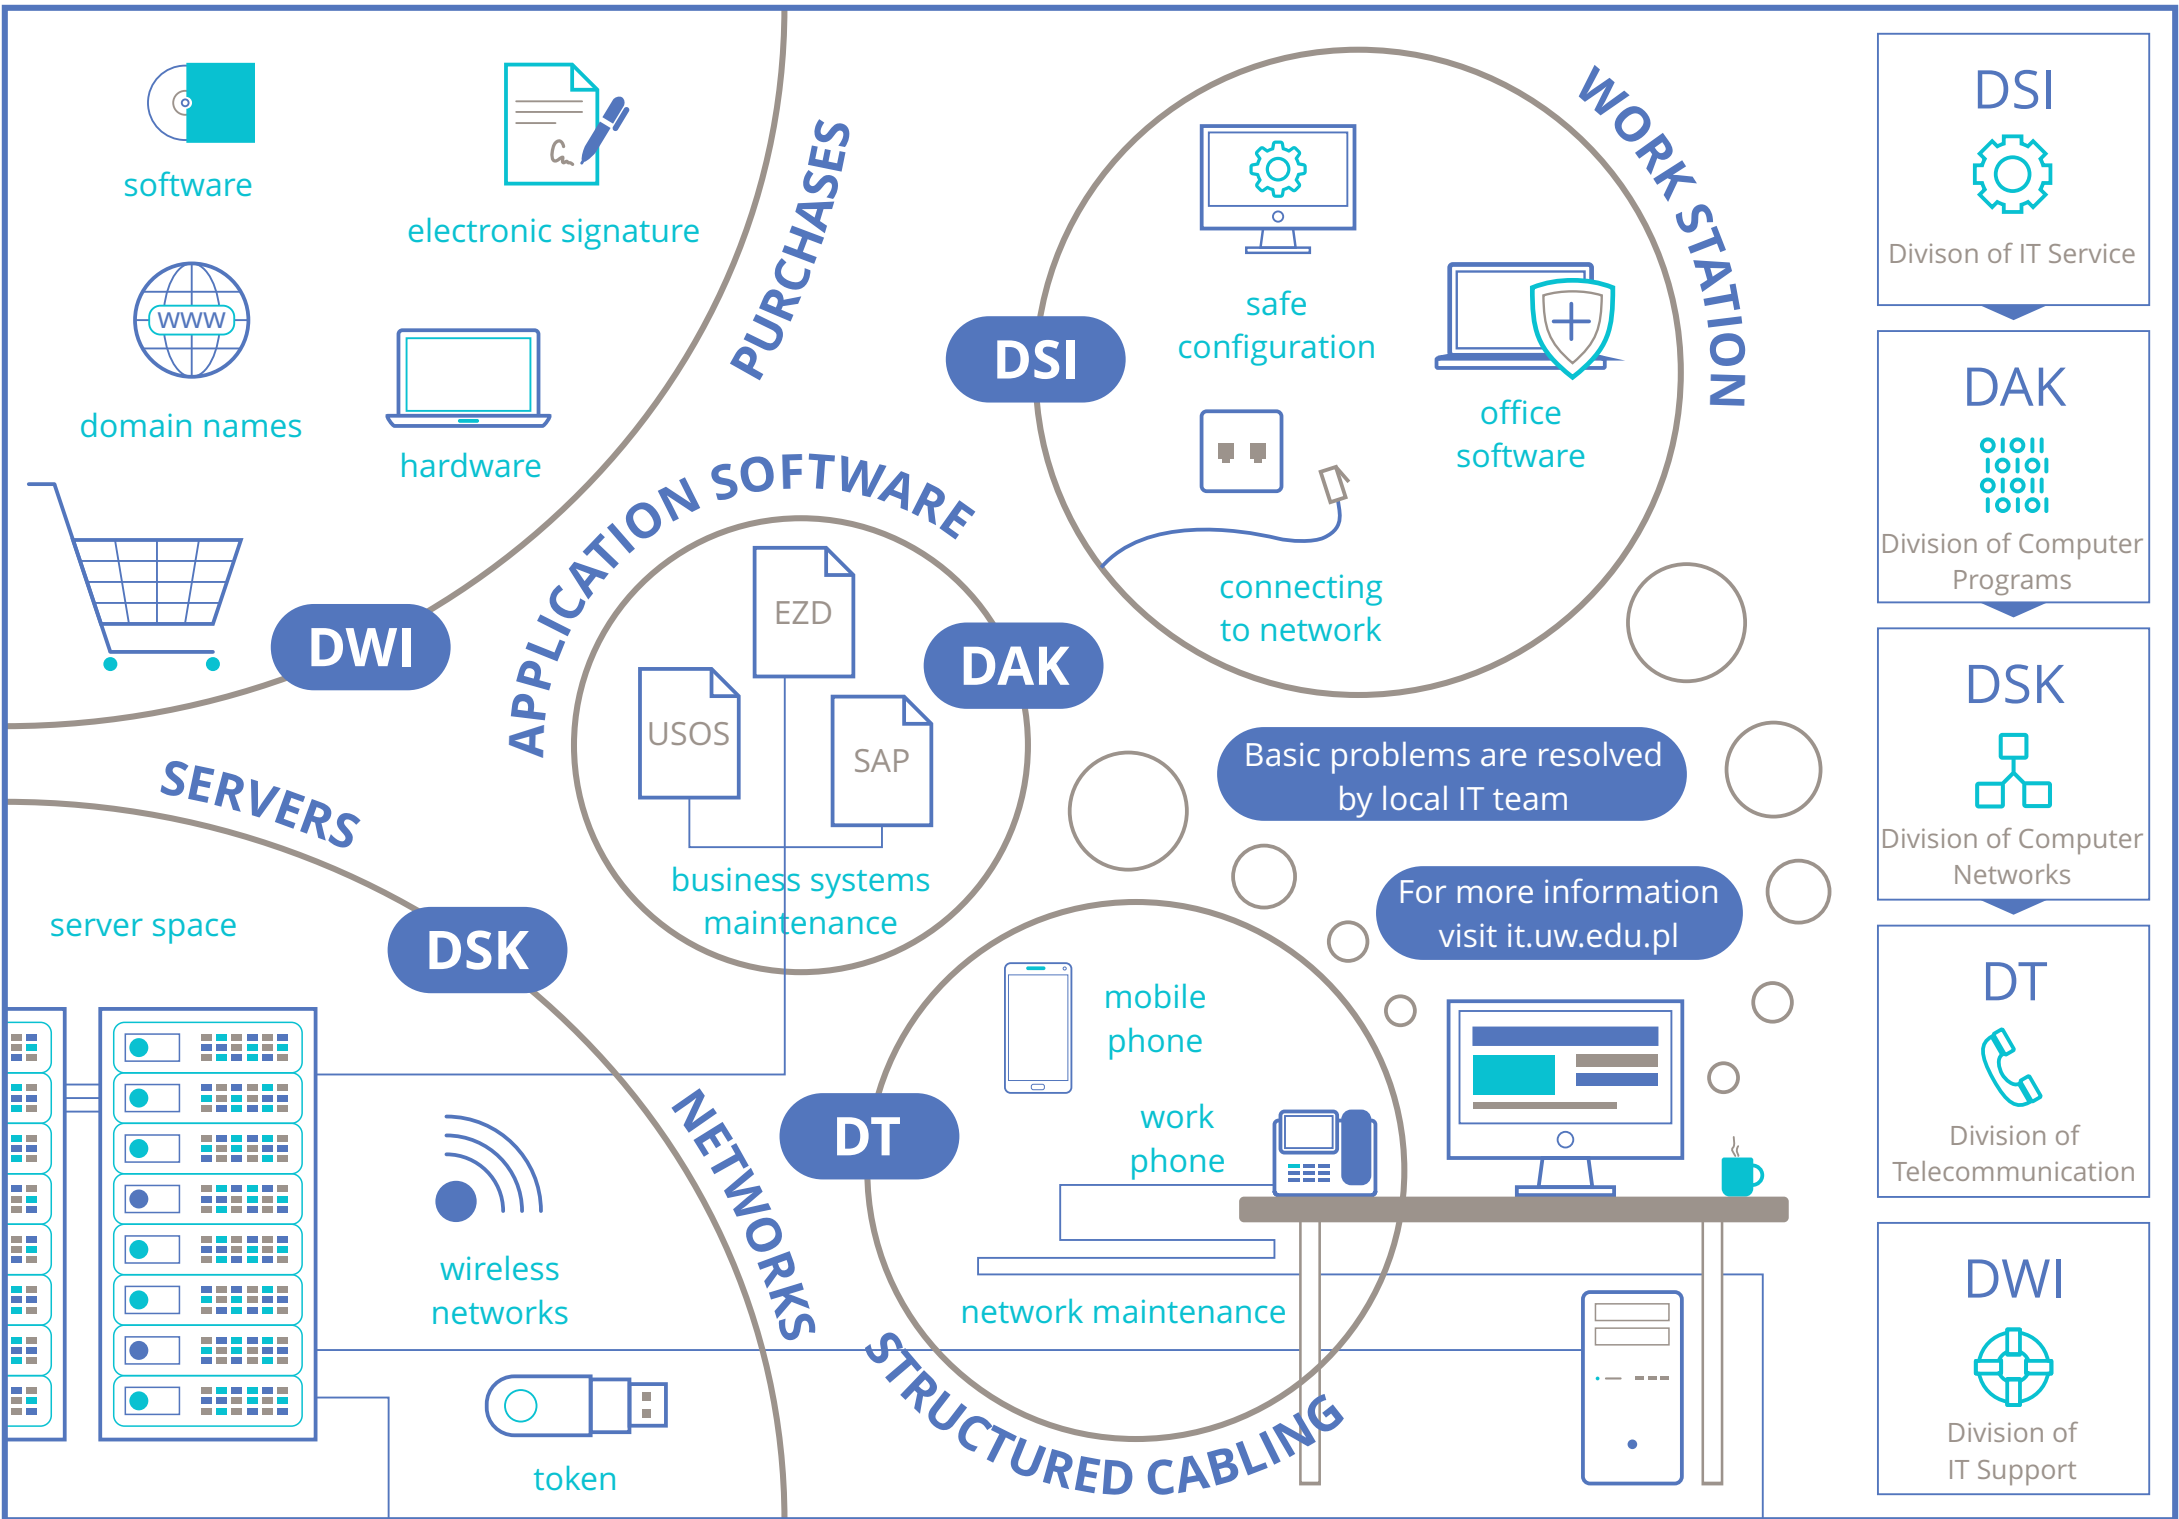 software
electronic signature
www
domain names
hardware
DWI
PURCHASES
WORK STATION
safe
configuration
DSI
office
software
connecting
to network
APPLICATION SOFTWARE
EZD
USOS
SAP
DAK
business systems
maintenance
Basic problems are resolved
by local IT team
For more information
visit it.uw.edu.pl
SERVERS
server space
DSK
NETWORKS
wireless
networks
token
mobile
phone
work
phone
DT
network maintenance
STRUCTURED CABLING
DSI
Divison of IT Service
DAK
Division of Computer
Programs
DSK
Division of Computer
Networks
DT
Division of
Telecommunication
DWI
Division of
IT Support